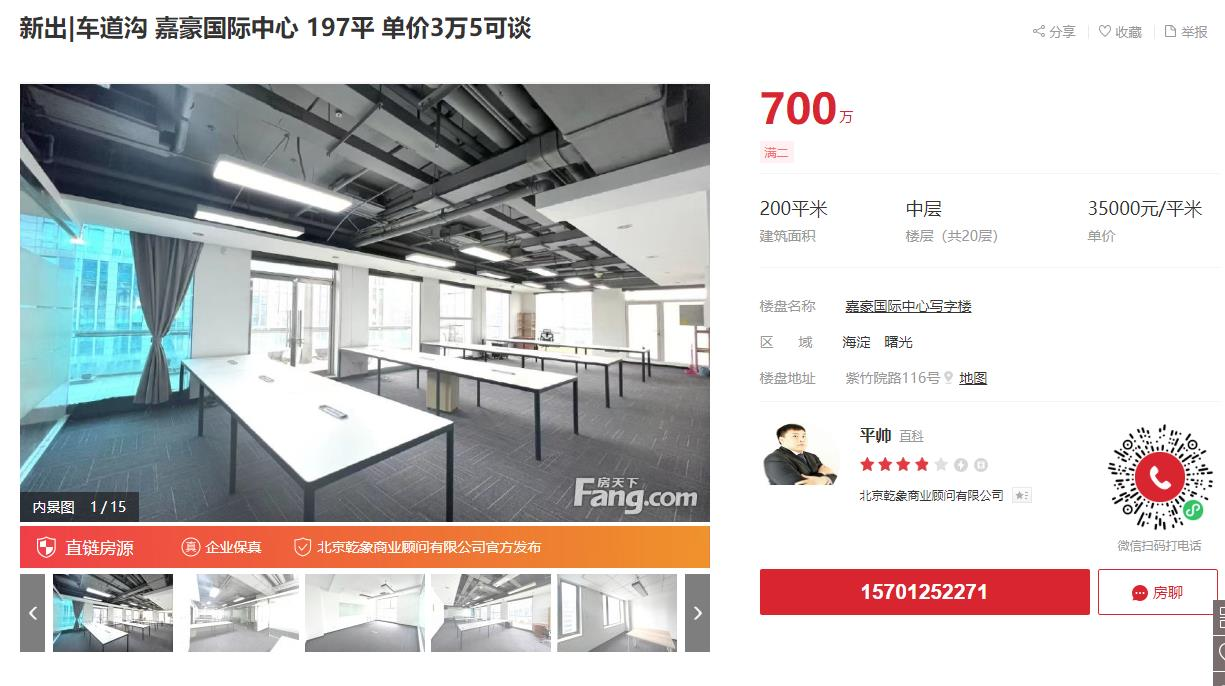 新出|车道沟 嘉豪国际中心 197平 单价3万5可谈
分享 收藏 举报
700万
满二
200平米 中层 35000元/平米
建筑面积 楼层（共20层） 单价
楼盘名称 嘉豪国际中心写字楼
区 域 海淀 曙光
楼盘地址 紫竹院路116号 地图
平帅 百科
北京乾象商业顾问有限公司
微信扫码打电话
15701252271 房聊
房天下
Fang.com
内景图 1 / 15
直链房源 真 企业保真 北京乾象商业顾问有限公司官方发布